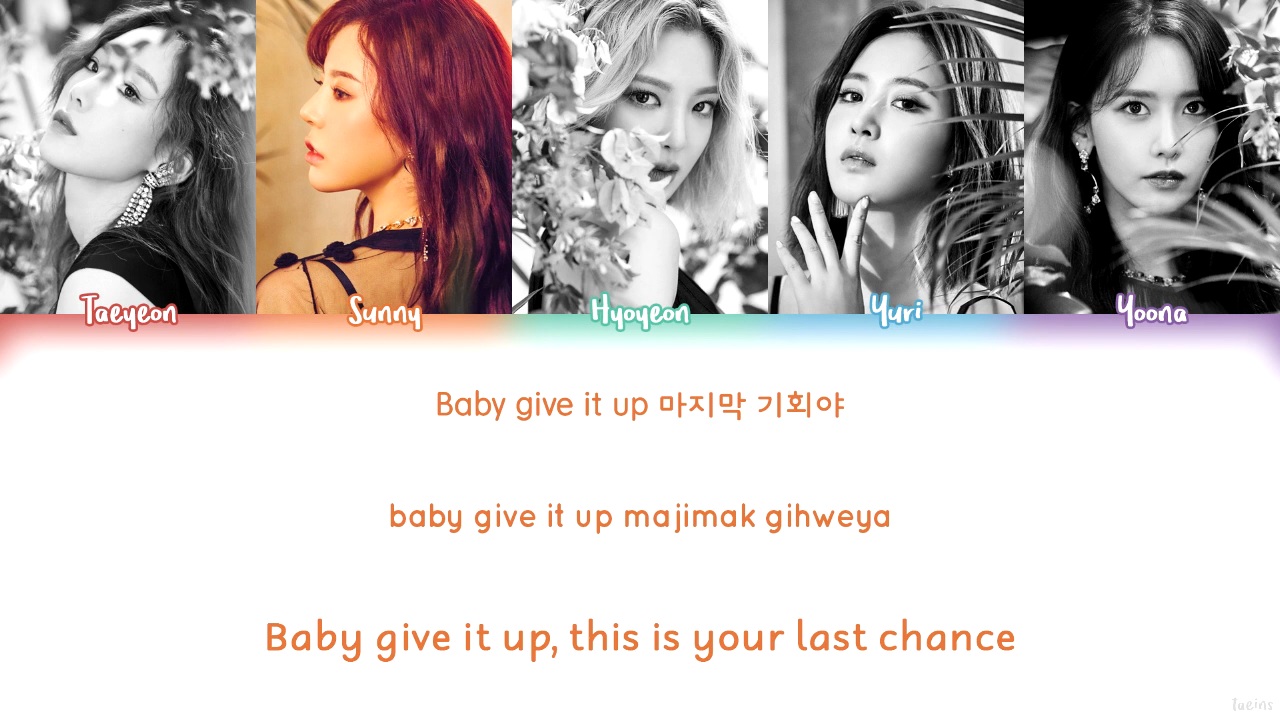 Taeyeon
Sunny
Hyoyeon
Yuri
Yoona
Baby give it up 마지막 기회야
baby give it up majimak gihweya
Baby give it up, this is your last chance
Taeins